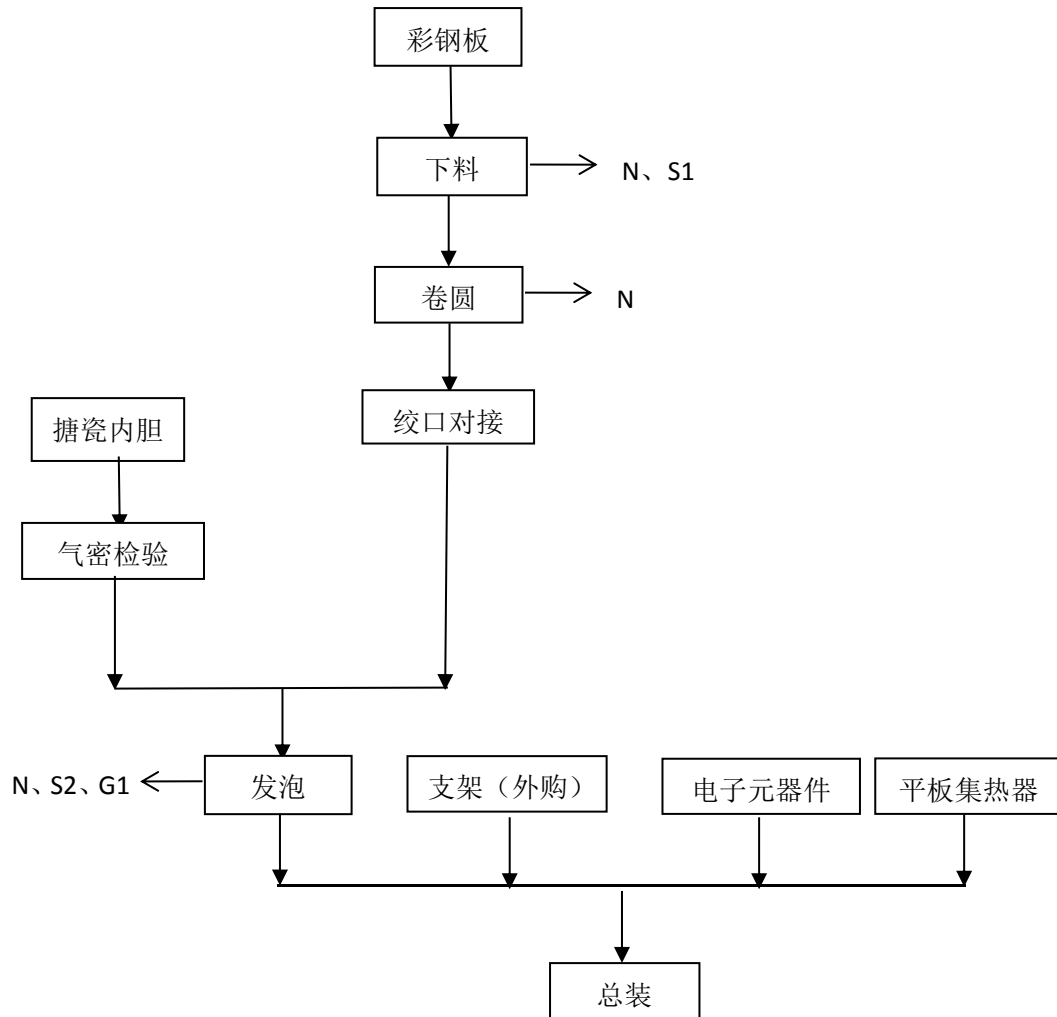 彩钢板
下料
N、S1
卷圆
N
绞口对接
搪瓷内胆
气密检验
N、S2、G1
发泡
支架（外购）
电子元器件
平板集热器
总装